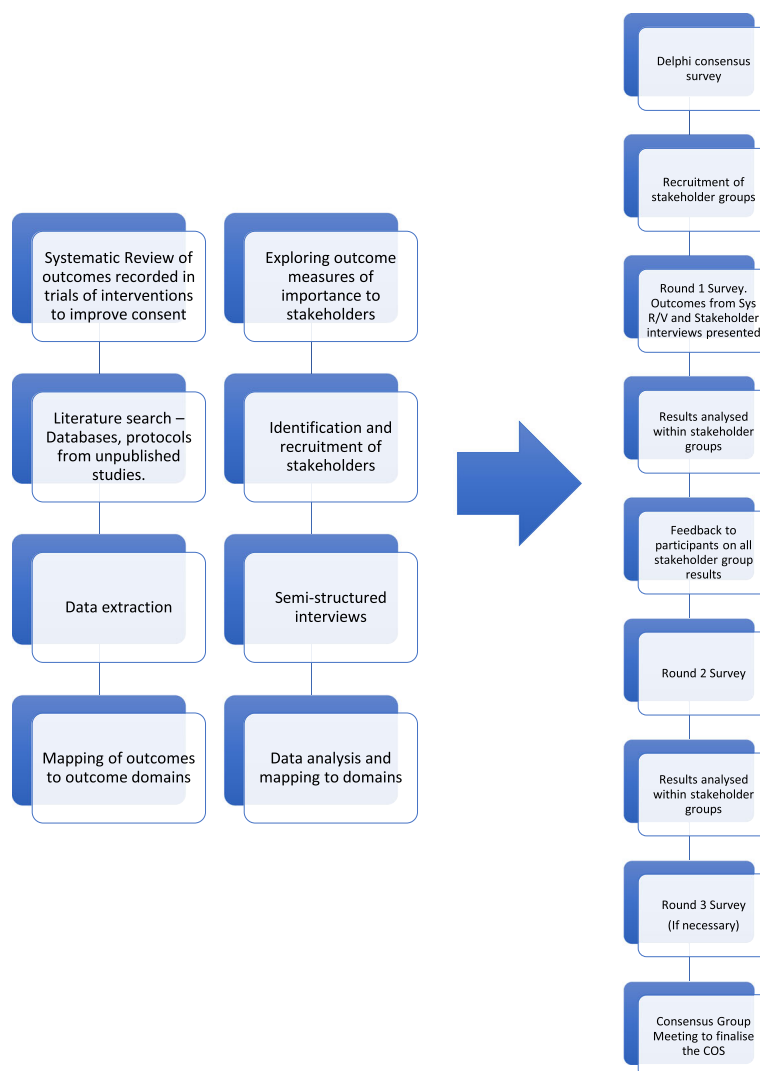 Systematic Review of
outcomes recorded in
trials of interventions
to improve consent
Literature search –
Databases, protocols
from unpublished
studies.
Data extraction
Mapping of outcomes
to outcome domains
Exploring outcome
measures of
importance to
stakeholders
Identification and
recruitment of
stakeholders
Semi-structured
interviews
Data analysis and
mapping to domains
Delphi consensus
survey
Recruitment of
stakeholder groups
Round 1 Survey.
Outcomes from Sys
R/V and Stakeholder
interviews presented
Results analysed
within stakeholder
groups
Feedback to
participants on all
stakeholder group
results
Round 2 Survey
Results analysed
within stakeholder
groups
Round 3 Survey
(If necessary)
Consensus Group
Meeting to finalise
the COS